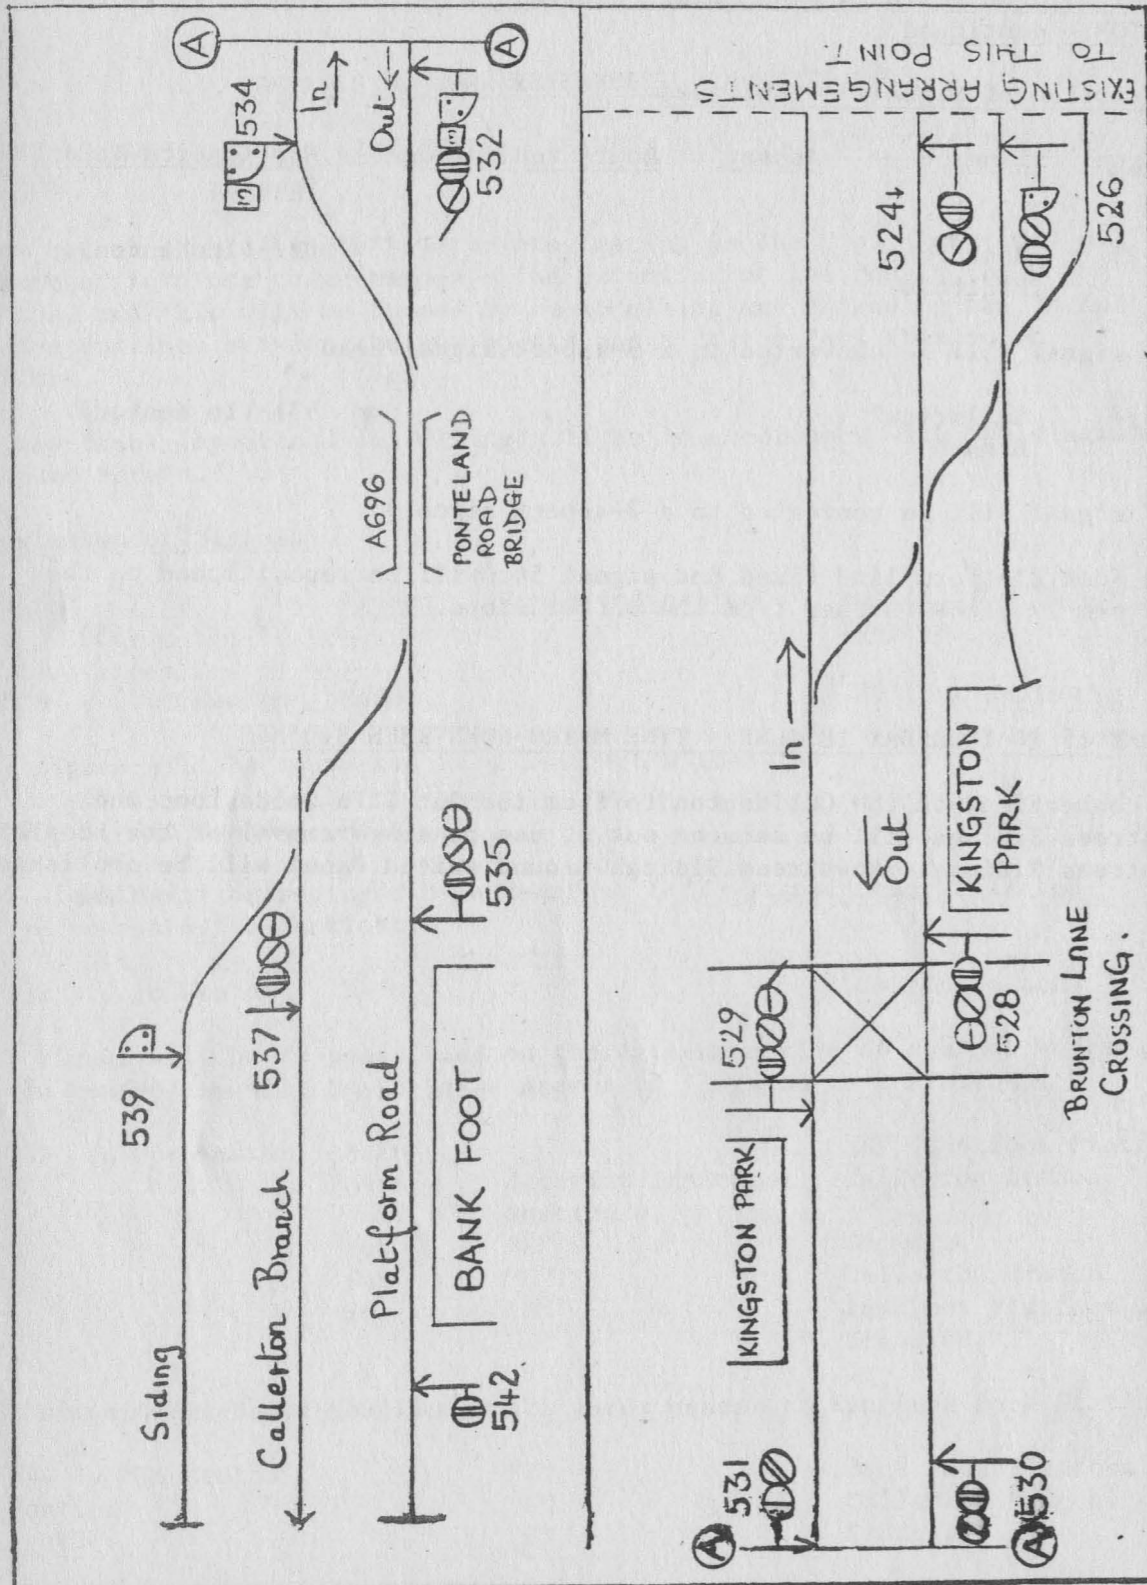 Siding
539
Callerton Branch
537
Platform Road
BANK FOOT
542
535
A696
PONTELAND
ROAD
BRIDGE
534
In
Out
532
A
A
A
531
KINGSTON PARK
529
In
Out
A
530
528
BRUNTON LANE
CROSSING.
KINGSTON
PARK
524
526
EXISTING ARRANGEMENTS
TO THIS POINT.